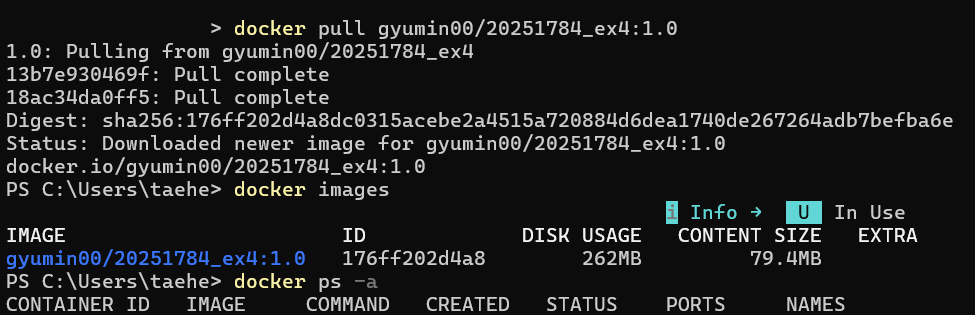 > docker pull gyumin00/20251784_ex4:1.0
1.0: Pulling from gyumin00/20251784_ex4
13b7e930469f: Pull complete
18ac34da0ff5: Pull complete
Digest: sha256:176ff202d4a8dc0315acebe2a4515a720884d6dea1740de267264adb7befba6e
Status: Downloaded newer image for gyumin00/20251784_ex4:1.0
docker.io/gyumin00/20251784_ex4:1.0
PS C:\Users\taehe> docker images
i Info → U In Use
IMAGE ID DISK USAGE CONTENT SIZE EXTRA
gyumin00/20251784_ex4:1.0 176ff202d4a8 262MB 79.4MB
PS C:\Users\taehe> docker ps -a
CONTAINER ID IMAGE COMMAND CREATED STATUS PORTS NAMES